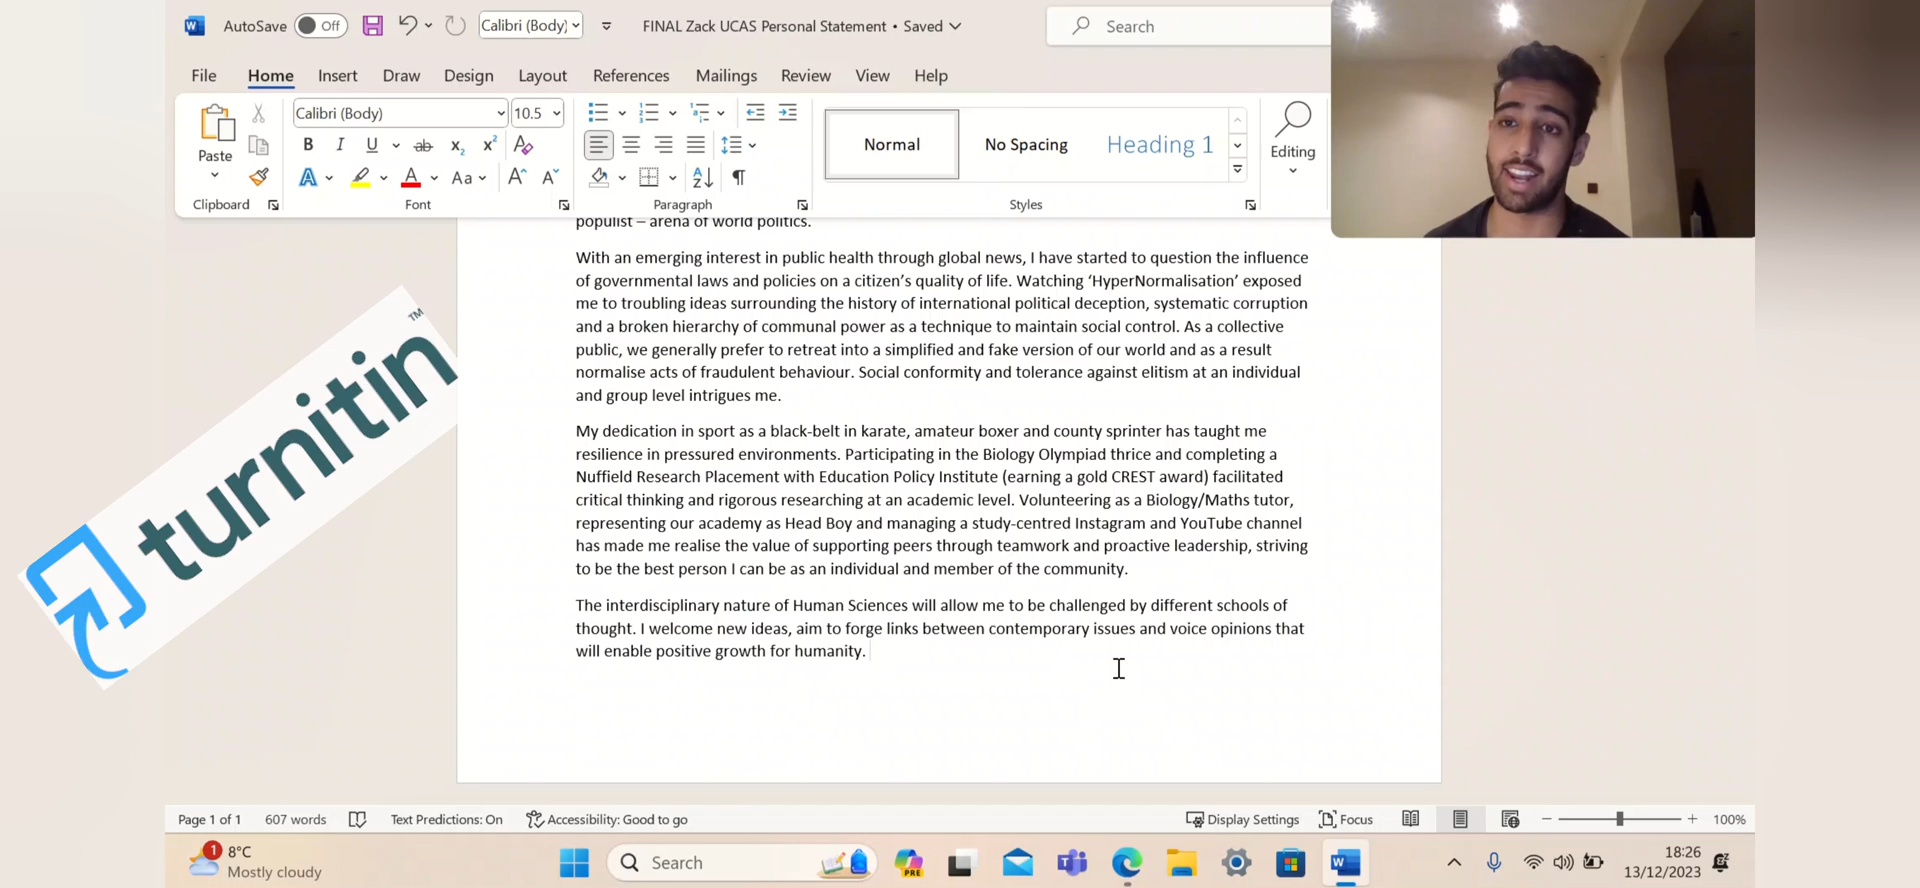 AutoSave Off Calibri (Body) FINAL Zack UCAS Personal Statement • Saved Search
File Home Insert Draw Design Layout References Mailings Review View Help
Paste
Calibri (Body) 10.5
Normal No Spacing Heading 1
Editing
Clipboard Font Paragraph Styles
populist – arena of world politics.
With an emerging interest in public health through global news, I have started to question the influence
of governmental laws and policies on a citizen's quality of life. Watching 'HyperNormalisation' exposed
me to troubling ideas surrounding the history of international political deception, systematic corruption
and a broken hierarchy of communal power as a technique to maintain social control. As a collective
public, we generally prefer to retreat into a simplified and fake version of our world and as a result
normalise acts of fraudulent behaviour. Social conformity and tolerance against elitism at an individual
and group level intrigues me.
My dedication in sport as a black-belt in karate, amateur boxer and county sprinter has taught me
resilience in pressured environments. Participating in the Biology Olympiad thrice and completing a
Nuffield Research Placement with Education Policy Institute (earning a gold CREST award) facilitated
critical thinking and rigorous researching at an academic level. Volunteering as a Biology/Maths tutor,
representing our academy as Head Boy and managing a study-centred Instagram and YouTube channel
has made me realise the value of supporting peers through teamwork and proactive leadership, striving
to be the best person I can be as an individual and member of the community.
The interdisciplinary nature of Human Sciences will allow me to be challenged by different schools of
thought. I welcome new ideas, aim to forge links between contemporary issues and voice opinions that
will enable positive growth for humanity.
turnitin™
Page 1 of 1 607 words Text Predictions: On Accessibility: Good to go Display Settings Focus 100%
1 8°C
Mostly cloudy
Search
PRE
18:26
13/12/2023